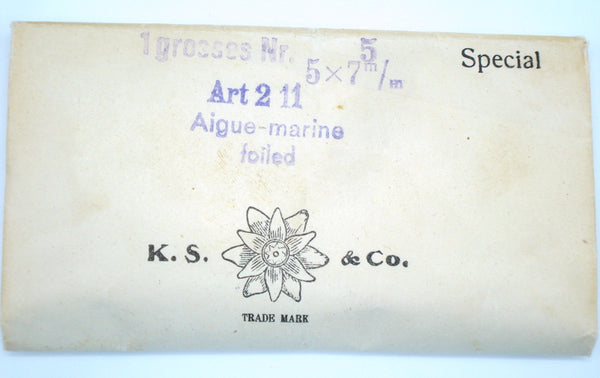 1 grosses Nr. 5
5 × 7 m/m
Special
Art 2 11
Aigue-marine
foiled
K. S. & Co.
TRADE MARK